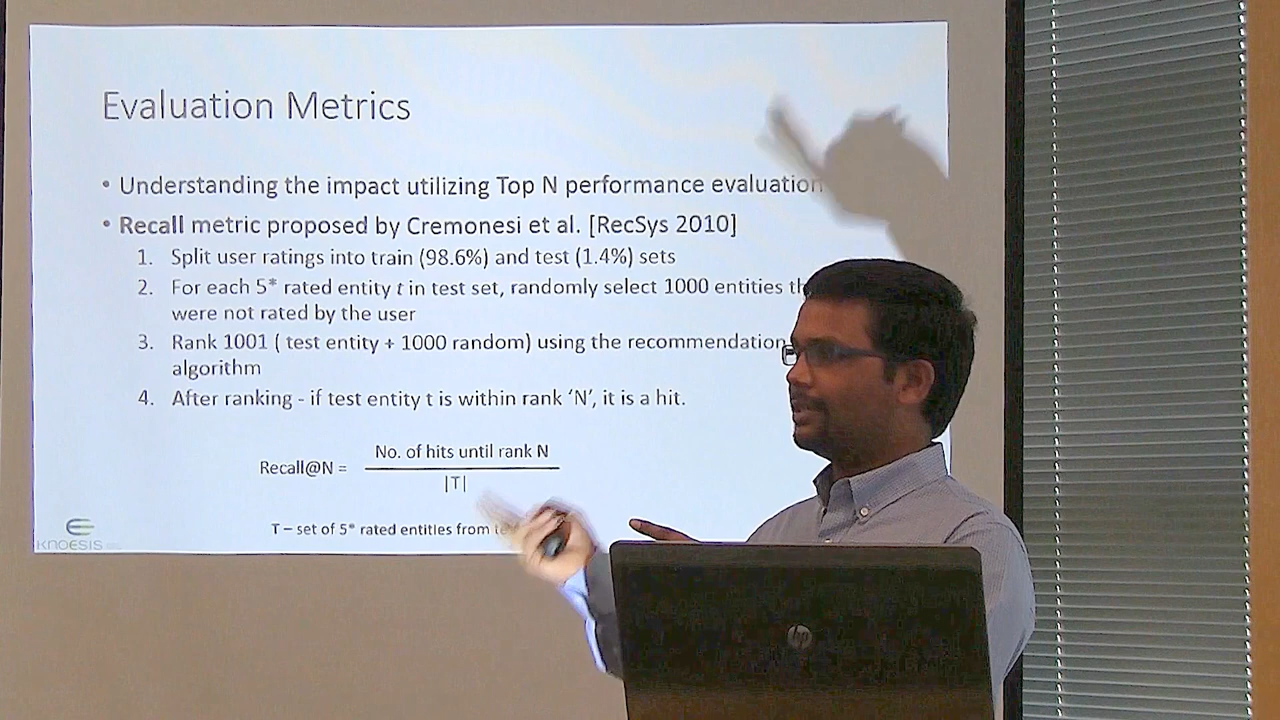 Evaluation Metrics
• Understanding the impact utilizing Top N performance evaluation
• Recall metric proposed by Cremonesi et al. [RecSys 2010]
1. Split user ratings into train (98.6%) and test (1.4%) sets
2. For each 5* rated entity t in test set, randomly select 1000 entities
were not rated by the user
3. Rank 1001 ( test entity + 1000 random) using the recommendation
algorithm
4. After ranking - if test entity t is within rank ‘N’, it is a hit.
No. of hits until rank N
Recall@N =
|T|
T – set of 5* rated entities from
KNOESIS
hp